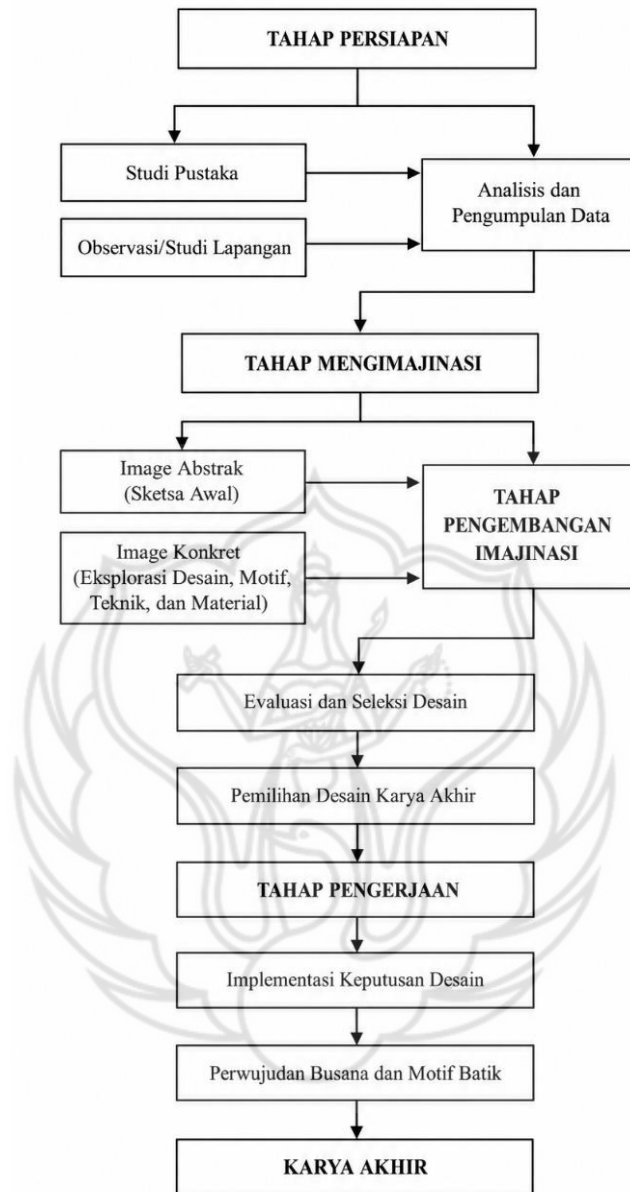 TAHAP PERSIAPAN
Studi Pustaka
Analisis dan
Pengumpulan Data
Observasi/Studi Lapangan
TAHAP MENGIMAJINASI
Image Abstrak
(Sketsa Awal)
TAHAP
PENGEMBANGAN
IMAJINASI
Image Konkret
(Eksplorasi Desain, Motif,
Teknik, dan Material)
Evaluasi dan Seleksi Desain
Pemilihan Desain Karya Akhir
TAHAP PENGERJAAN
Implementasi Keputusan Desain
Perwujudan Busana dan Motif Batik
KARYA AKHIR